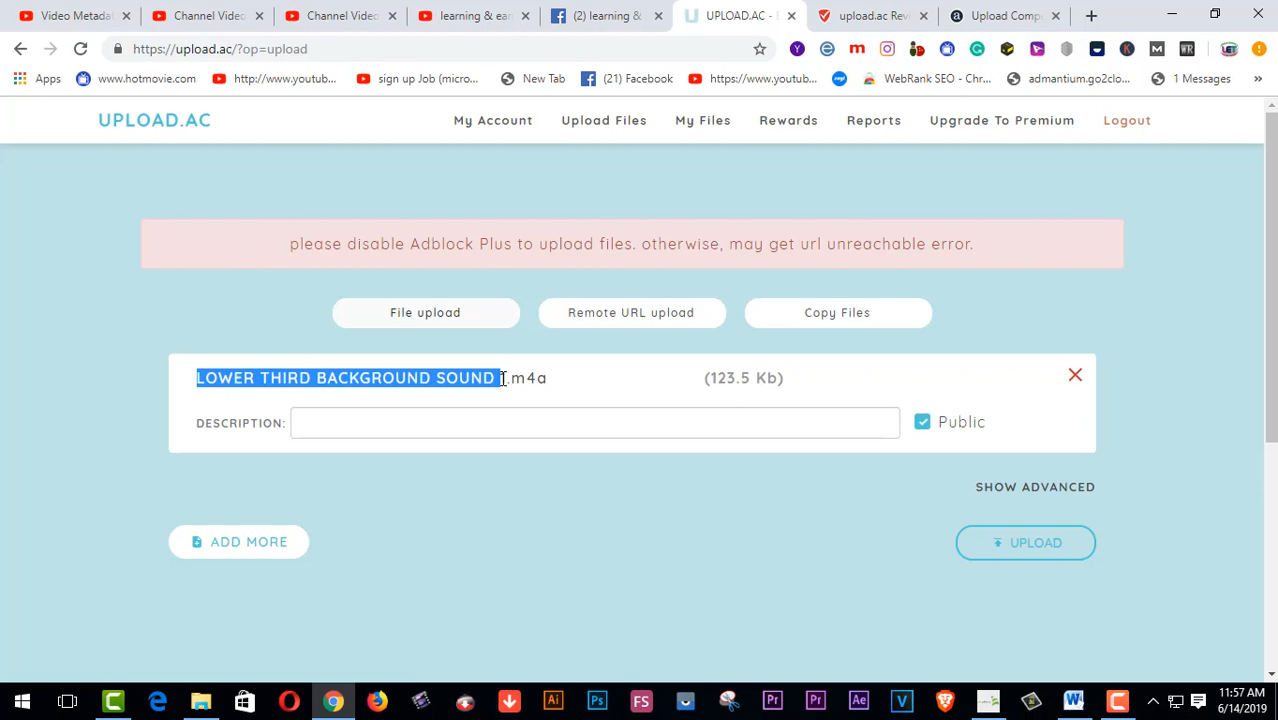 Video Metada
Channel Video
Channel Video
learning & ear
(2) learning &
UPLOAD.AC - 
upload.ac Rev
Upload Comp
https://upload.ac/?op=upload
Apps
www.hotmovie.com
http://www.youtub...
sign up Job (micro...
New Tab
(21) Facebook
https://www.youtub...
WebRank SEO - Chr...
admantium.go2clo...
1 Messages
»
UPLOAD.AC
My Account
Upload Files
My Files
Rewards
Reports
Upgrade To Premium
Logout
please disable Adblock Plus to upload files. otherwise, may get url unreachable error.
File upload
Remote URL upload
Copy Files
LOWER THIRD BACKGROUND SOUND .m4a
(123.5 Kb)
DESCRIPTION:
Public
SHOW ADVANCED
ADD MORE
UPLOAD
11:57 AM
6/14/2019